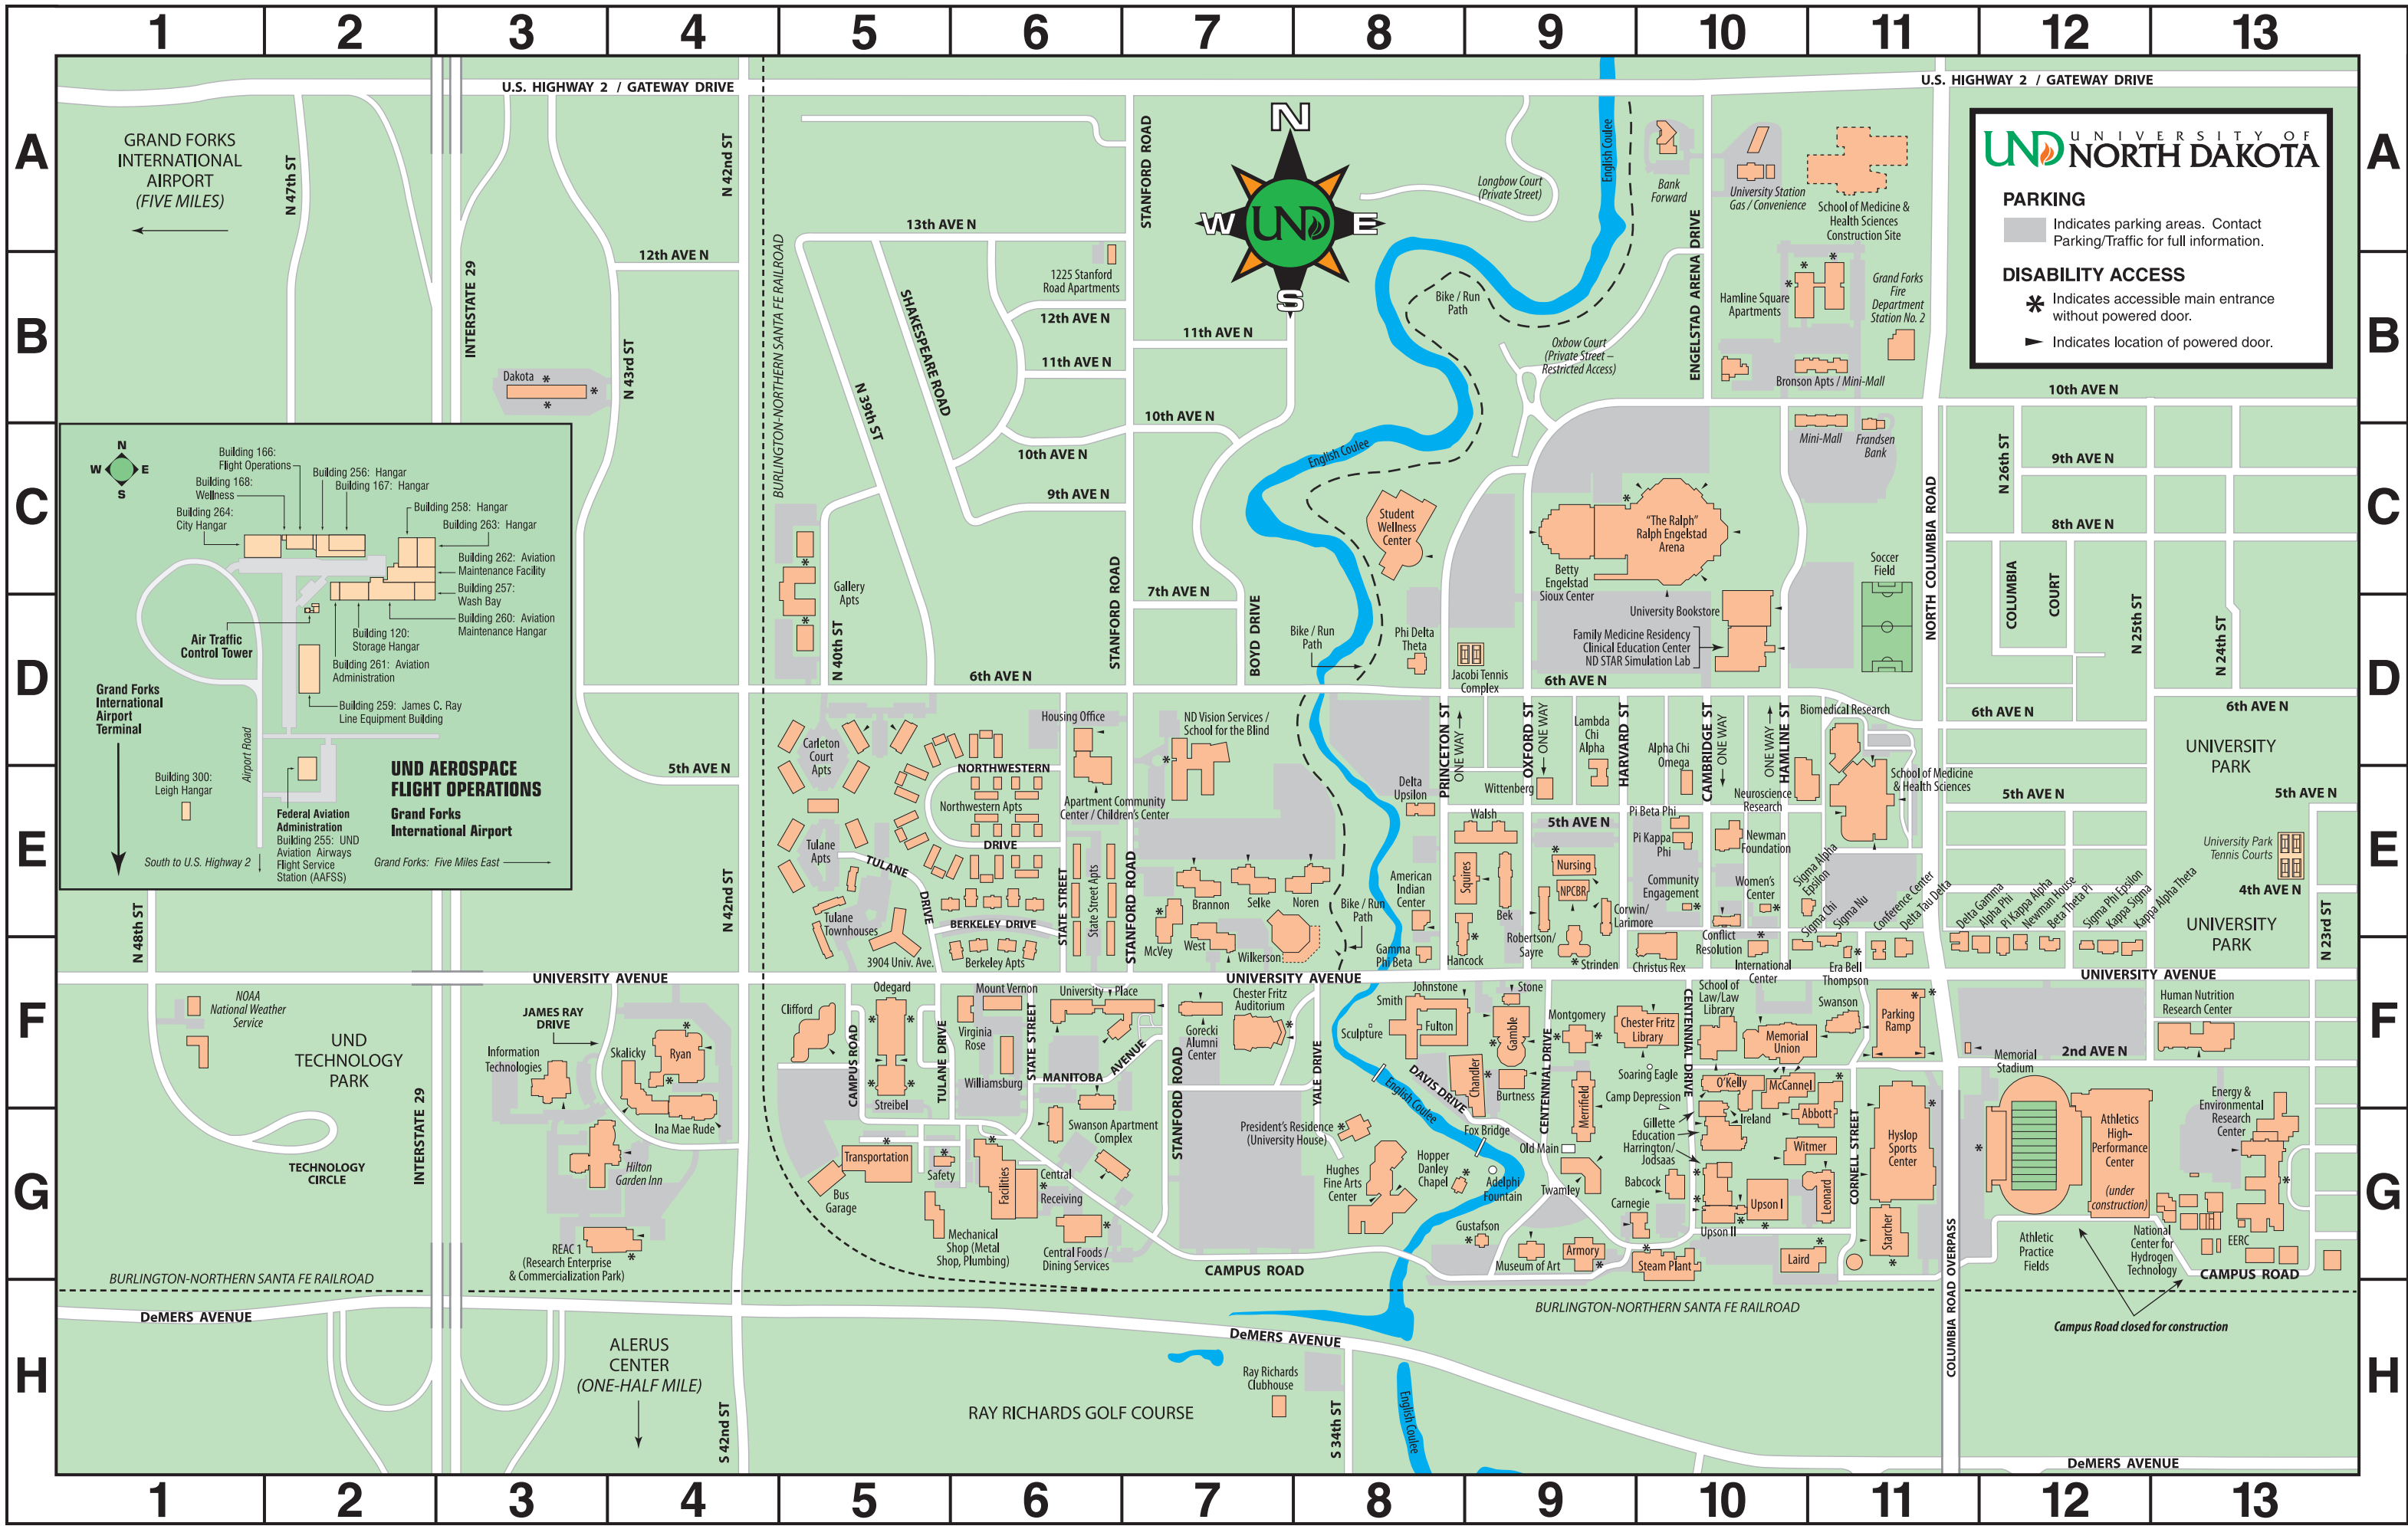 1 2 3 4 5 6 7 8 9 10 11 12 13
A
B
C
D
E
F
G
H
U.S. HIGHWAY 2 / GATEWAY DRIVE
U.S. HIGHWAY 2 / GATEWAY DRIVE
GRAND FORKS
INTERNATIONAL
AIRPORT
(FIVE MILES)
N 47th ST
INTERSTATE 29
N 42nd ST
N 43rd ST
12th AVE N
BURLINGTON-NORTHERN SANTA FE RAILROAD
13th AVE N
STANFORD ROAD
SHAKESPEARE ROAD
N 39th ST
1225 Stanford
Road Apartments
12th AVE N
11th AVE N
11th AVE N
10th AVE N
10th AVE N
9th AVE N
7th AVE N
N
W
UND
E
S
Longbow Court
(Private Street)
English Coulee
Bike / Run
Path
Oxbow Court
(Private Street –
Restricted Access)
English Coulee
ENGELSTAD ARENA DRIVE
Bank
Forward
University Station
Gas / Convenience
School of Medicine &
Health Sciences
Construction Site
Hamline Square
Apartments
Grand Forks
Fire
Department
Station No. 2
Bronson Apts / Mini-Mall
Mini-Mall
Frandsen
Bank
UND
UNIVERSITY OF
NORTH DAKOTA
PARKING
Indicates parking areas. Contact
Parking/Traffic for full information.
DISABILITY ACCESS
* Indicates accessible main entrance
without powered door.
Indicates location of powered door.
10th AVE N
9th AVE N
8th AVE N
N 26th ST
COLUMBIA
COURT
N 25th ST
N 24th ST
NORTH COLUMBIA ROAD
6th AVE N
6th AVE N
Dakota
N
W E
S
Building 166:
Flight Operations
Building 256: Hangar
Building 167: Hangar
Building 168:
Wellness
Building 264:
City Hangar
Building 258: Hangar
Building 263: Hangar
Building 262: Aviation
Maintenance Facility
Building 257:
Wash Bay
Building 260: Aviation
Maintenance Hangar
Air Traffic
Control Tower
Building 120:
Storage Hangar
Building 261: Aviation
Administration
Building 259: James C. Ray
Line Equipment Building
Grand Forks
International
Airport
Terminal
Airport Road
Building 300:
Leigh Hangar
Federal Aviation
Administration
Building 255: UND
Aviation Airways
Flight Service
Station (AAFSS)
UND AEROSPACE
FLIGHT OPERATIONS
Grand Forks
International Airport
South to U.S. Highway 2
Grand Forks: Five Miles East
Gallery
Apts
N 40th ST
STANFORD ROAD
BOYD DRIVE
6th AVE N
Bike / Run
Path
Student
Wellness
Center
Phi Delta
Theta
Jacobi Tennis
Complex
"The Ralph"
Ralph Engelstad
Arena
Betty
Engelstad
Sioux Center
University Bookstore
Family Medicine Residency
Clinical Education Center
ND STAR Simulation Lab
Soccer
Field
6th AVE N
5th AVE N
Carleton
Court
Apts
Housing Office
NORTHWESTERN
Northwestern Apts
DRIVE
Apartment Community
Center / Children's Center
ND Vision Services /
School for the Blind
Tulane
Apts
TULANE
DRIVE
Tulane
Townhouses
BERKELEY DRIVE
Berkeley Apts
3904 Univ. Ave.
STATE STREET
State Street Apts
STANFORD ROAD
Brannon
Selke
Noren
McVey
West
Wilkerson
Bike / Run
Path
Delta
Upsilon
PRINCETON ST
ONE WAY
OXFORD ST
ONE WAY
Lambda
Chi
Alpha
HARVARD ST
Alpha Chi
Omega
CAMBRIDGE ST
ONE WAY
ONE WAY
HAMLINE ST
Biomedical Research
School of Medicine
& Health Sciences
Neuroscience
Research
Wittenberg
Walsh
5th AVE N
Squires
Bek
Nursing
NPCBR
Pi Beta Phi
Pi Kappa
Phi
Newman
Foundation
Community
Engagement
Women's
Center
American
Indian
Center
Gamma
Phi Beta
Hancock
Robertson/
Sayre
Corwin/
Larimore
Strinden
Christus Rex
Conflict
Resolution
International
Center
Sigma Alpha
Epsilon
Sigma Chi
Sigma Nu
Era Bell
Thompson
Conference Center
Delta Tau Delta
Delta Gamma
Alpha Phi
Pi Kappa Alpha
Newman House
Beta Theta Pi
Sigma Phi Epsilon
Kappa Sigma
Kappa Alpha Theta
UNIVERSITY
PARK
5th AVE N
5th AVE N
University Park
Tennis Courts
4th AVE N
UNIVERSITY
PARK
N 23rd ST
N 48th ST
N 42nd ST
UNIVERSITY AVENUE
UNIVERSITY AVENUE
UNIVERSITY AVENUE
NOAA
National Weather
Service
UND
TECHNOLOGY
PARK
TECHNOLOGY
CIRCLE
INTERSTATE 29
JAMES RAY
DRIVE
Information
Technologies
Skalicky
Ryan
Ina Mae Rude
Hilton
Garden Inn
REAC 1
(Research Enterprise
& Commercialization Park)
Clifford
Odegard
CAMPUS ROAD
Streibel
TULANE DRIVE
Mount Vernon
Virginia
Rose
Williamsburg
STATE STREET
University Place
MANITOBA
AVENUE
STANFORD ROAD
Gorecki
Alumni
Center
Chester Fritz
Auditorium
YALE DRIVE
Swanson Apartment
Complex
Transportation
Bus
Garage
Safety
Facilities
Central
Receiving
Mechanical
Shop (Metal
Shop, Plumbing)
Central Foods /
Dining Services
President's Residence
(University House)
Hughes
Fine Arts
Center
Hopper
Danley
Chapel
Gustafson
Adelphi
Fountain
Fox Bridge
English Coulee
DAVIS DRIVE
Sculpture
Smith
Johnstone
Fulton
Stone
Gamble
Chandler
Burtness
CENTENNIAL DRIVE
Montgomery
Merrifield
Old Main
Twamley
Museum of Art
Armory
Chester Fritz
Library
Soaring Eagle
Camp Depression
CENTENNIAL DRIVE
School of
Law/Law
Library
Memorial
Union
Swanson
Parking
Ramp
O'Kelly
McCannel
Ireland
Abbott
Gillette
Education
Harrington/
Jodsaas
Witmer
Babcock
Carnegie
Upson I
Upson II
Leonard
CORNELL STREET
Steam Plant
Laird
Hyslop
Sports
Center
Starcher
Memorial
Stadium
2nd AVE N
Human Nutrition
Research Center
Athletics
High-
Performance
Center
(under
construction)
Energy &
Environmental
Research
Center
Athletic
Practice
Fields
National
Center for
Hydrogen
Technology
EERC
CAMPUS ROAD
CAMPUS ROAD
Campus Road closed for construction
COLUMBIA ROAD OVERPASS
BURLINGTON-NORTHERN SANTA FE RAILROAD
BURLINGTON-NORTHERN SANTA FE RAILROAD
DeMERS AVENUE
DeMERS AVENUE
DeMERS AVENUE
ALERUS
CENTER
(ONE-HALF MILE)
S 42nd ST
RAY RICHARDS GOLF COURSE
Ray Richards
Clubhouse
S 34th ST
English Coulee
A
B
C
D
E
F
G
H
1 2 3 4 5 6 7 8 9 10 11 12 13